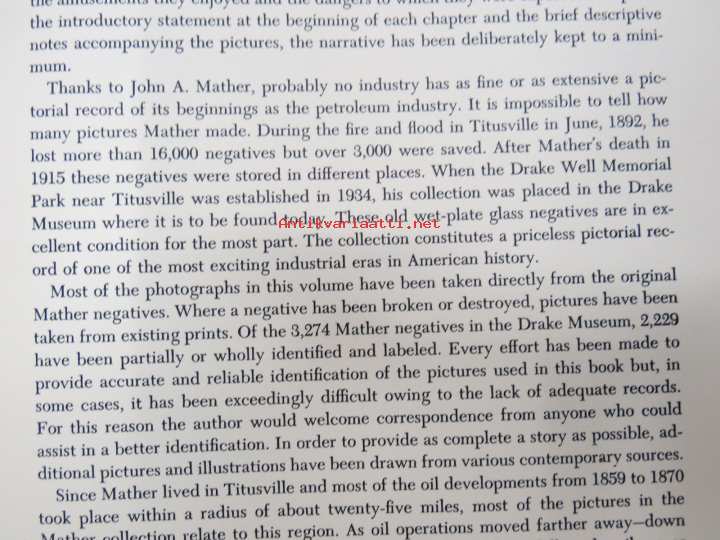 the introductory statement at the beginning of each chapter and the brief descriptive
notes accompanying the pictures, the narrative has been deliberately kept to a mini-
mum.
Thanks to John A. Mather, probably no industry has as fine or as extensive a pic-
torial record of its beginnings as the petroleum industry. It is impossible to tell how
many pictures Mather made. During the fire and flood in Titusville in June, 1892, he
lost more than 16,000 negatives but over 3,000 were saved. After Mather's death in
1915 these negatives were stored in different places. When the Drake Well Memorial
Park near Titusville was established in 1934, his collection was placed in the Drake
Museum where it is to be found today. These old wet-plate glass negatives are in ex-
Antikvariaatti.net
cellent condition for the most part. The collection constitutes a priceless pictorial rec-
ord of one of the most exciting industrial eras in American history.
Most of the photographs in this volume have been taken directly from the original
Mather negatives. Where a negative has been broken or destroyed, pictures have been
taken from existing prints. Of the 3,274 Mather negatives in the Drake Museum, 2,229
have been partially or wholly identified and labeled. Every effort has been made to
provide accurate and reliable identification of the pictures used in this book but, in
some cases, it has been exceedingly difficult owing to the lack of adequate records.
For this reason the author would welcome correspondence from anyone who could
assist in a better identification. In order to provide as complete a story as possible, ad-
ditional pictures and illustrations have been drawn from various contemporary sources.
Since Mather lived in Titusville and most of the oil developments from 1859 to 1870
took place within a radius of about twenty-five miles, most of the pictures in the
Mather collection relate to this region. As oil operations moved farther away—down